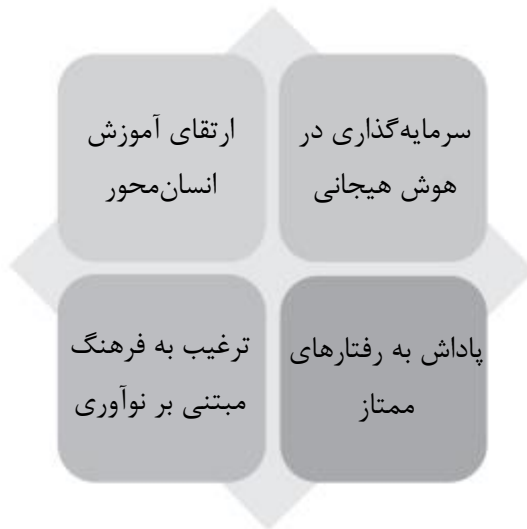 سرمایه‌گذاری در
هوش هیجانی
ارتقای آموزش
انسان‌محور
پاداش به رفتارهای
ممتاز
ترغیب به فرهنگ
مبتنی بر نوآوری